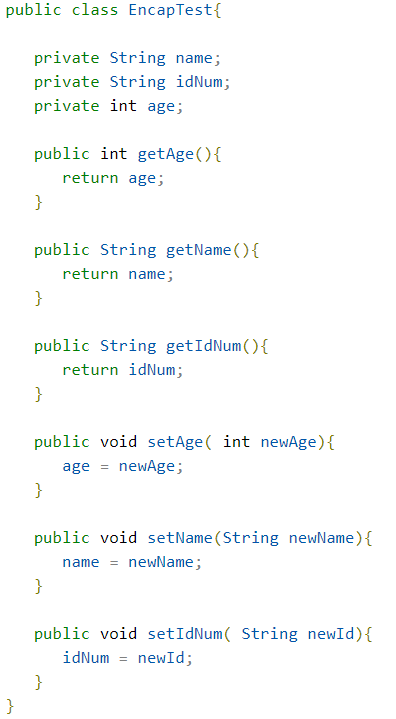 public class EncapTest{
private String name;
private String idNum;
private int age;
public int getAge(){
return age;
}
public String getName(){
return name;
}
public String getIdNum(){
return idNum;
}
public void setAge( int newAge){
age = newAge;
}
public void setName(String newName){
name = newName;
}
public void setIdNum( String newId){
idNum = newId;
}
}